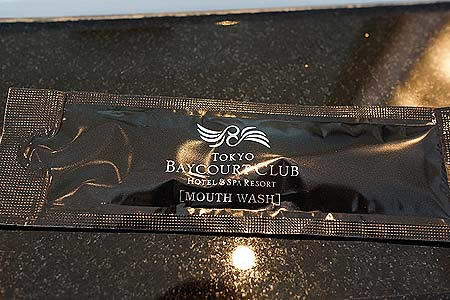 TOKYO
BAYCOURT CLUB
HOTEL & SPA RESORT
[MOUTH WASH]